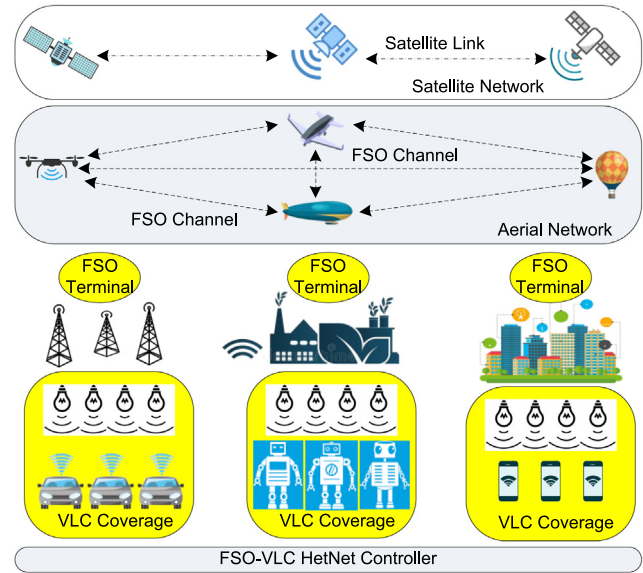 Satellite Link
Satellite Network
FSO Channel
FSO Channel
Aerial Network
FSO
Terminal
FSO
Terminal
FSO
Terminal
VLC Coverage
VLC Coverage
VLC Coverage
FSO-VLC HetNet Controller